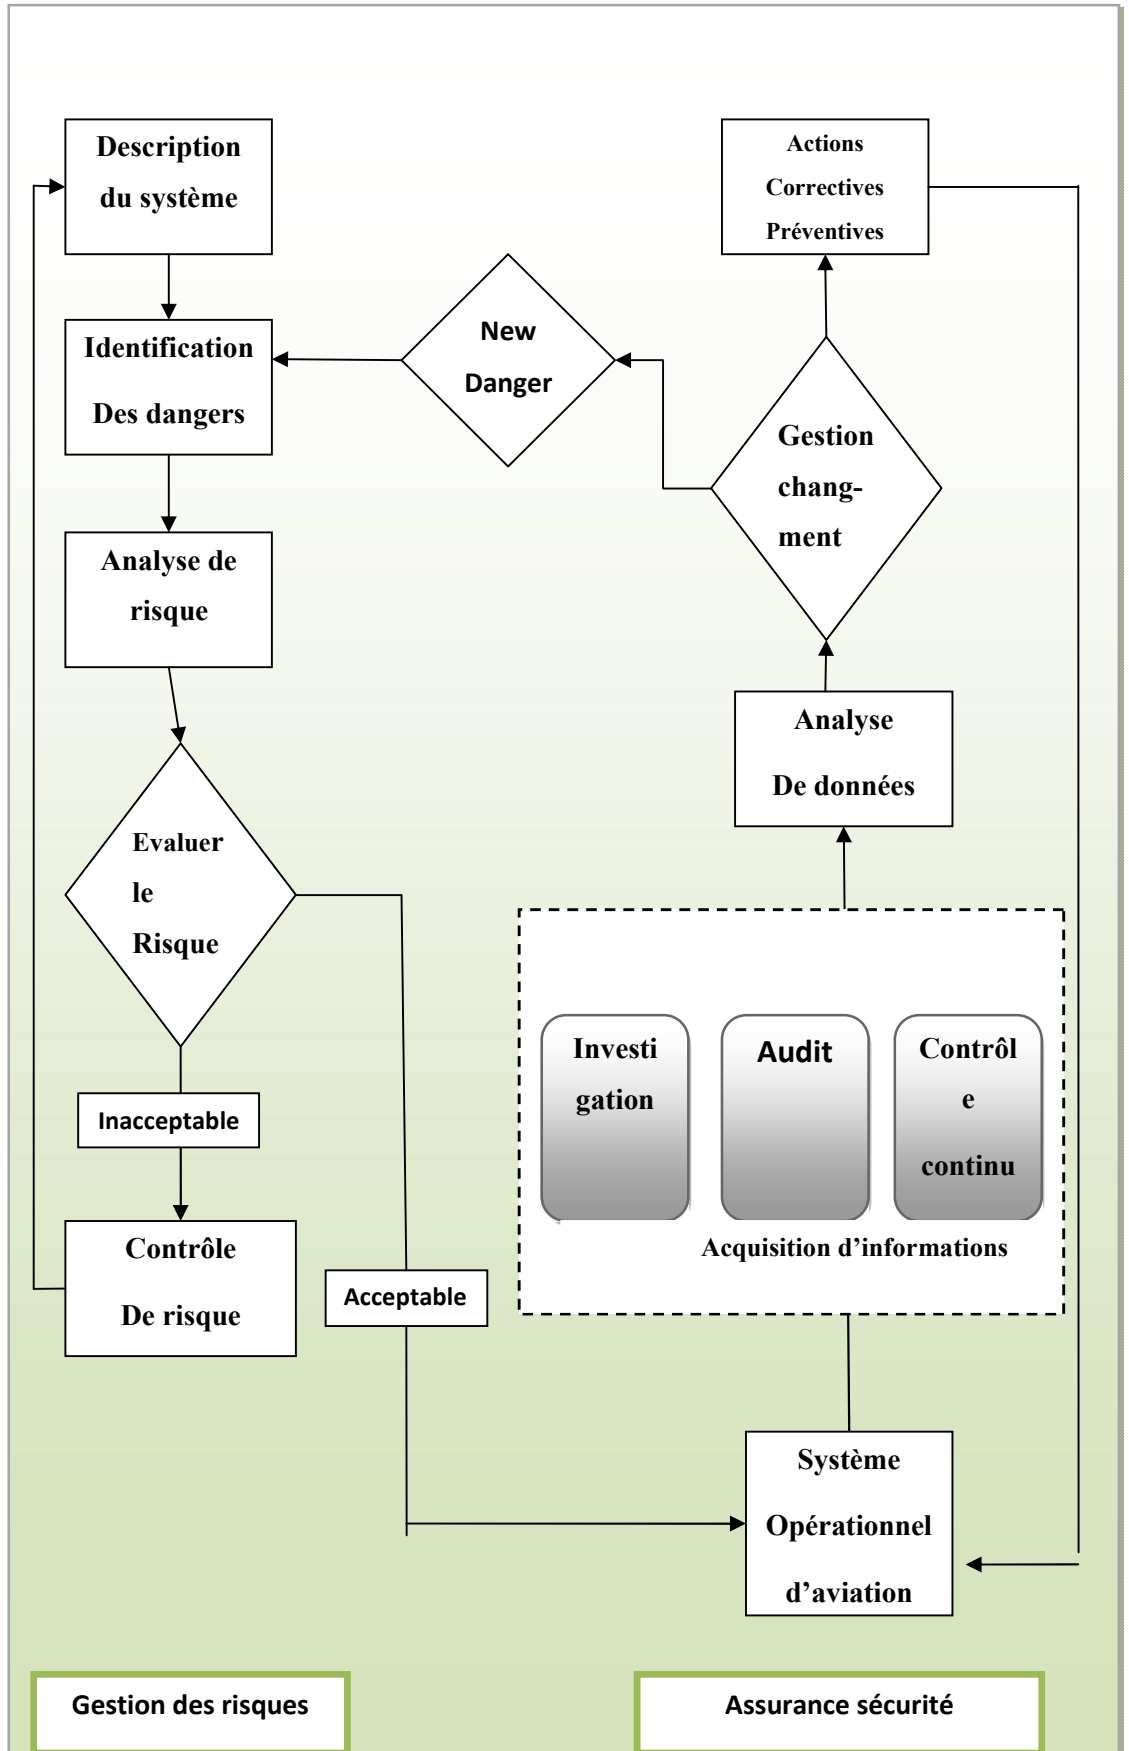 Description
du système
Actions
Correctives
Préventives
Identification
Des dangers
New
Danger
Gestion
chang-
ment
Analyse de
risque
Analyse
De données
Evaluer
le
Risque
Investi
gation
Audit
Contrôl
e
continu
Inacceptable
Contrôle
De risque
Acquisition d’informations
Acceptable
Système
Opérationnel
d’aviation
Gestion des risques
Assurance sécurité